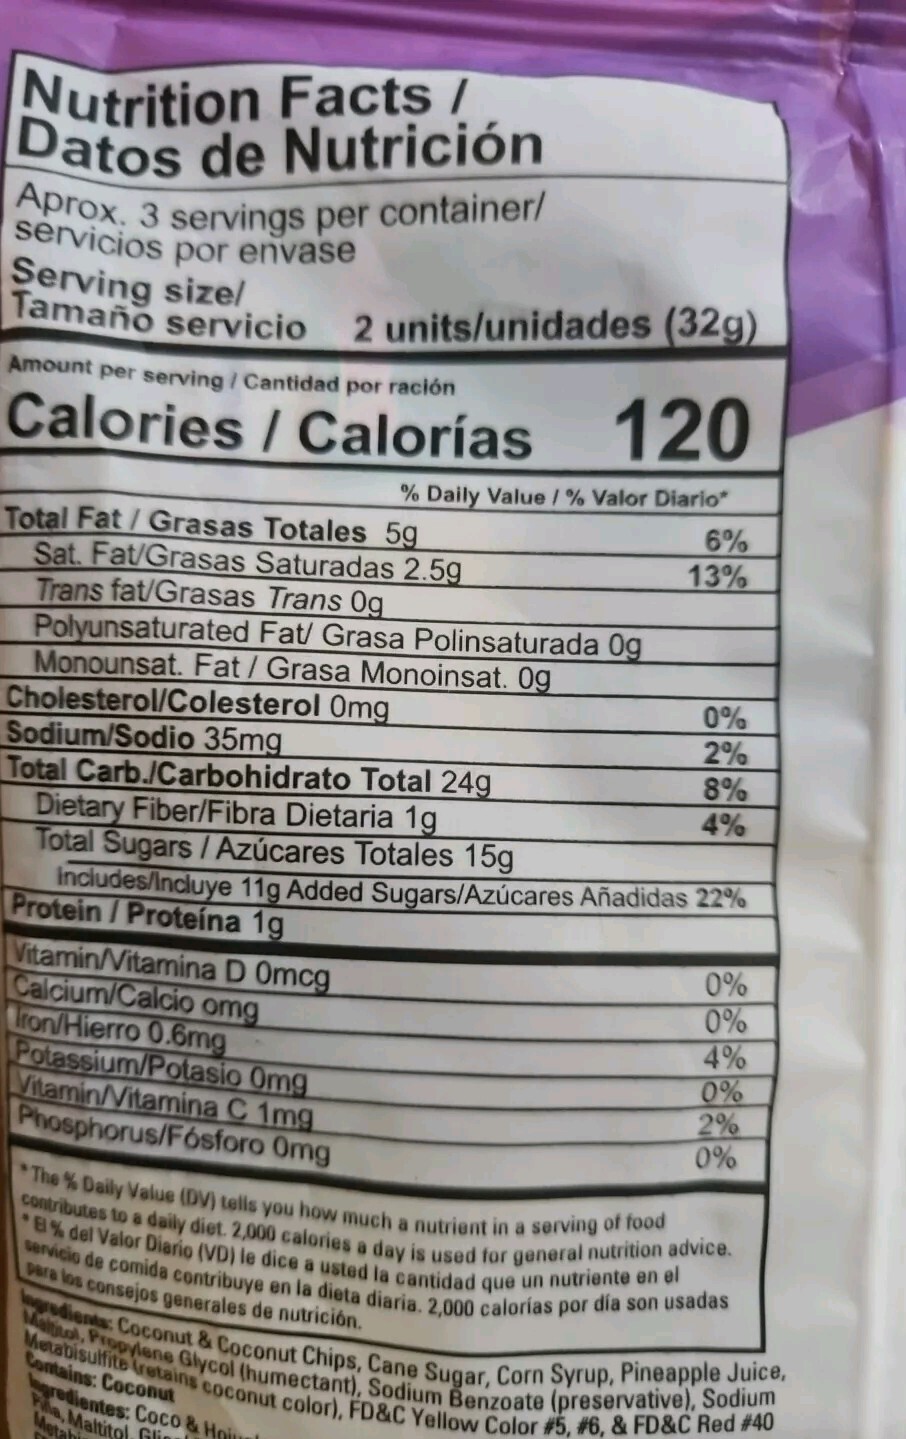 Nutrition Facts /
Datos de Nutrición
Aprox. 3 servings per container/
servicios por envase
Serving size/
Tamaño servicio 2 units/unidades (32g)
Amount per serving / Cantidad por ración
Calories / Calorías 120
% Daily Value / % Valor Diario*
Total Fat / Grasas Totales 5g 6%
Sat. Fat/Grasas Saturadas 2.5g 13%
Trans fat/Grasas Trans 0g
Polyunsaturated Fat/ Grasa Polinsaturada 0g
Monounsat. Fat / Grasa Monoinsat. 0g
Cholesterol/Colesterol 0mg 0%
Sodium/Sodio 35mg 2%
Total Carb./Carbohidrato Total 24g 8%
Dietary Fiber/Fibra Dietaria 1g 4%
Total Sugars / Azúcares Totales 15g
includes/Incluye 11g Added Sugars/Azúcares Añadidas 22%
Protein / Proteína 1g
Vitamin/Vitamina D 0mcg 0%
Calcium/Calcio omg 0%
Iron/Hierro 0.6mg 4%
Potassium/Potasio 0mg 0%
Vitamin/Vitamina C 1mg 2%
Phosphorus/Fósforo 0mg 0%
* The % Daily Value (DV) tells you how much a nutrient in a serving of food
contributes to a daily diet. 2,000 calories a day is used for general nutrition advice.
* El % del Valor Diario (VD) le dice a usted la cantidad que un nutriente en el
servicio de comida contribuye en la dieta diaria. 2,000 calorías por día son usadas
para los consejos generales de nutrición.
Ingredients: Coconut & Coconut Chips, Cane Sugar, Corn Syrup, Pineapple Juice,
Maltitol, Propylene Glycol (humectant), Sodium Benzoate (preservative), Sodium
Metabisulfite (retains coconut color), FD&C Yellow Color #5, #6, & FD&C Red #40
Contains: Coconut
Ingredientes: Coco &
Piña, Maltitol,